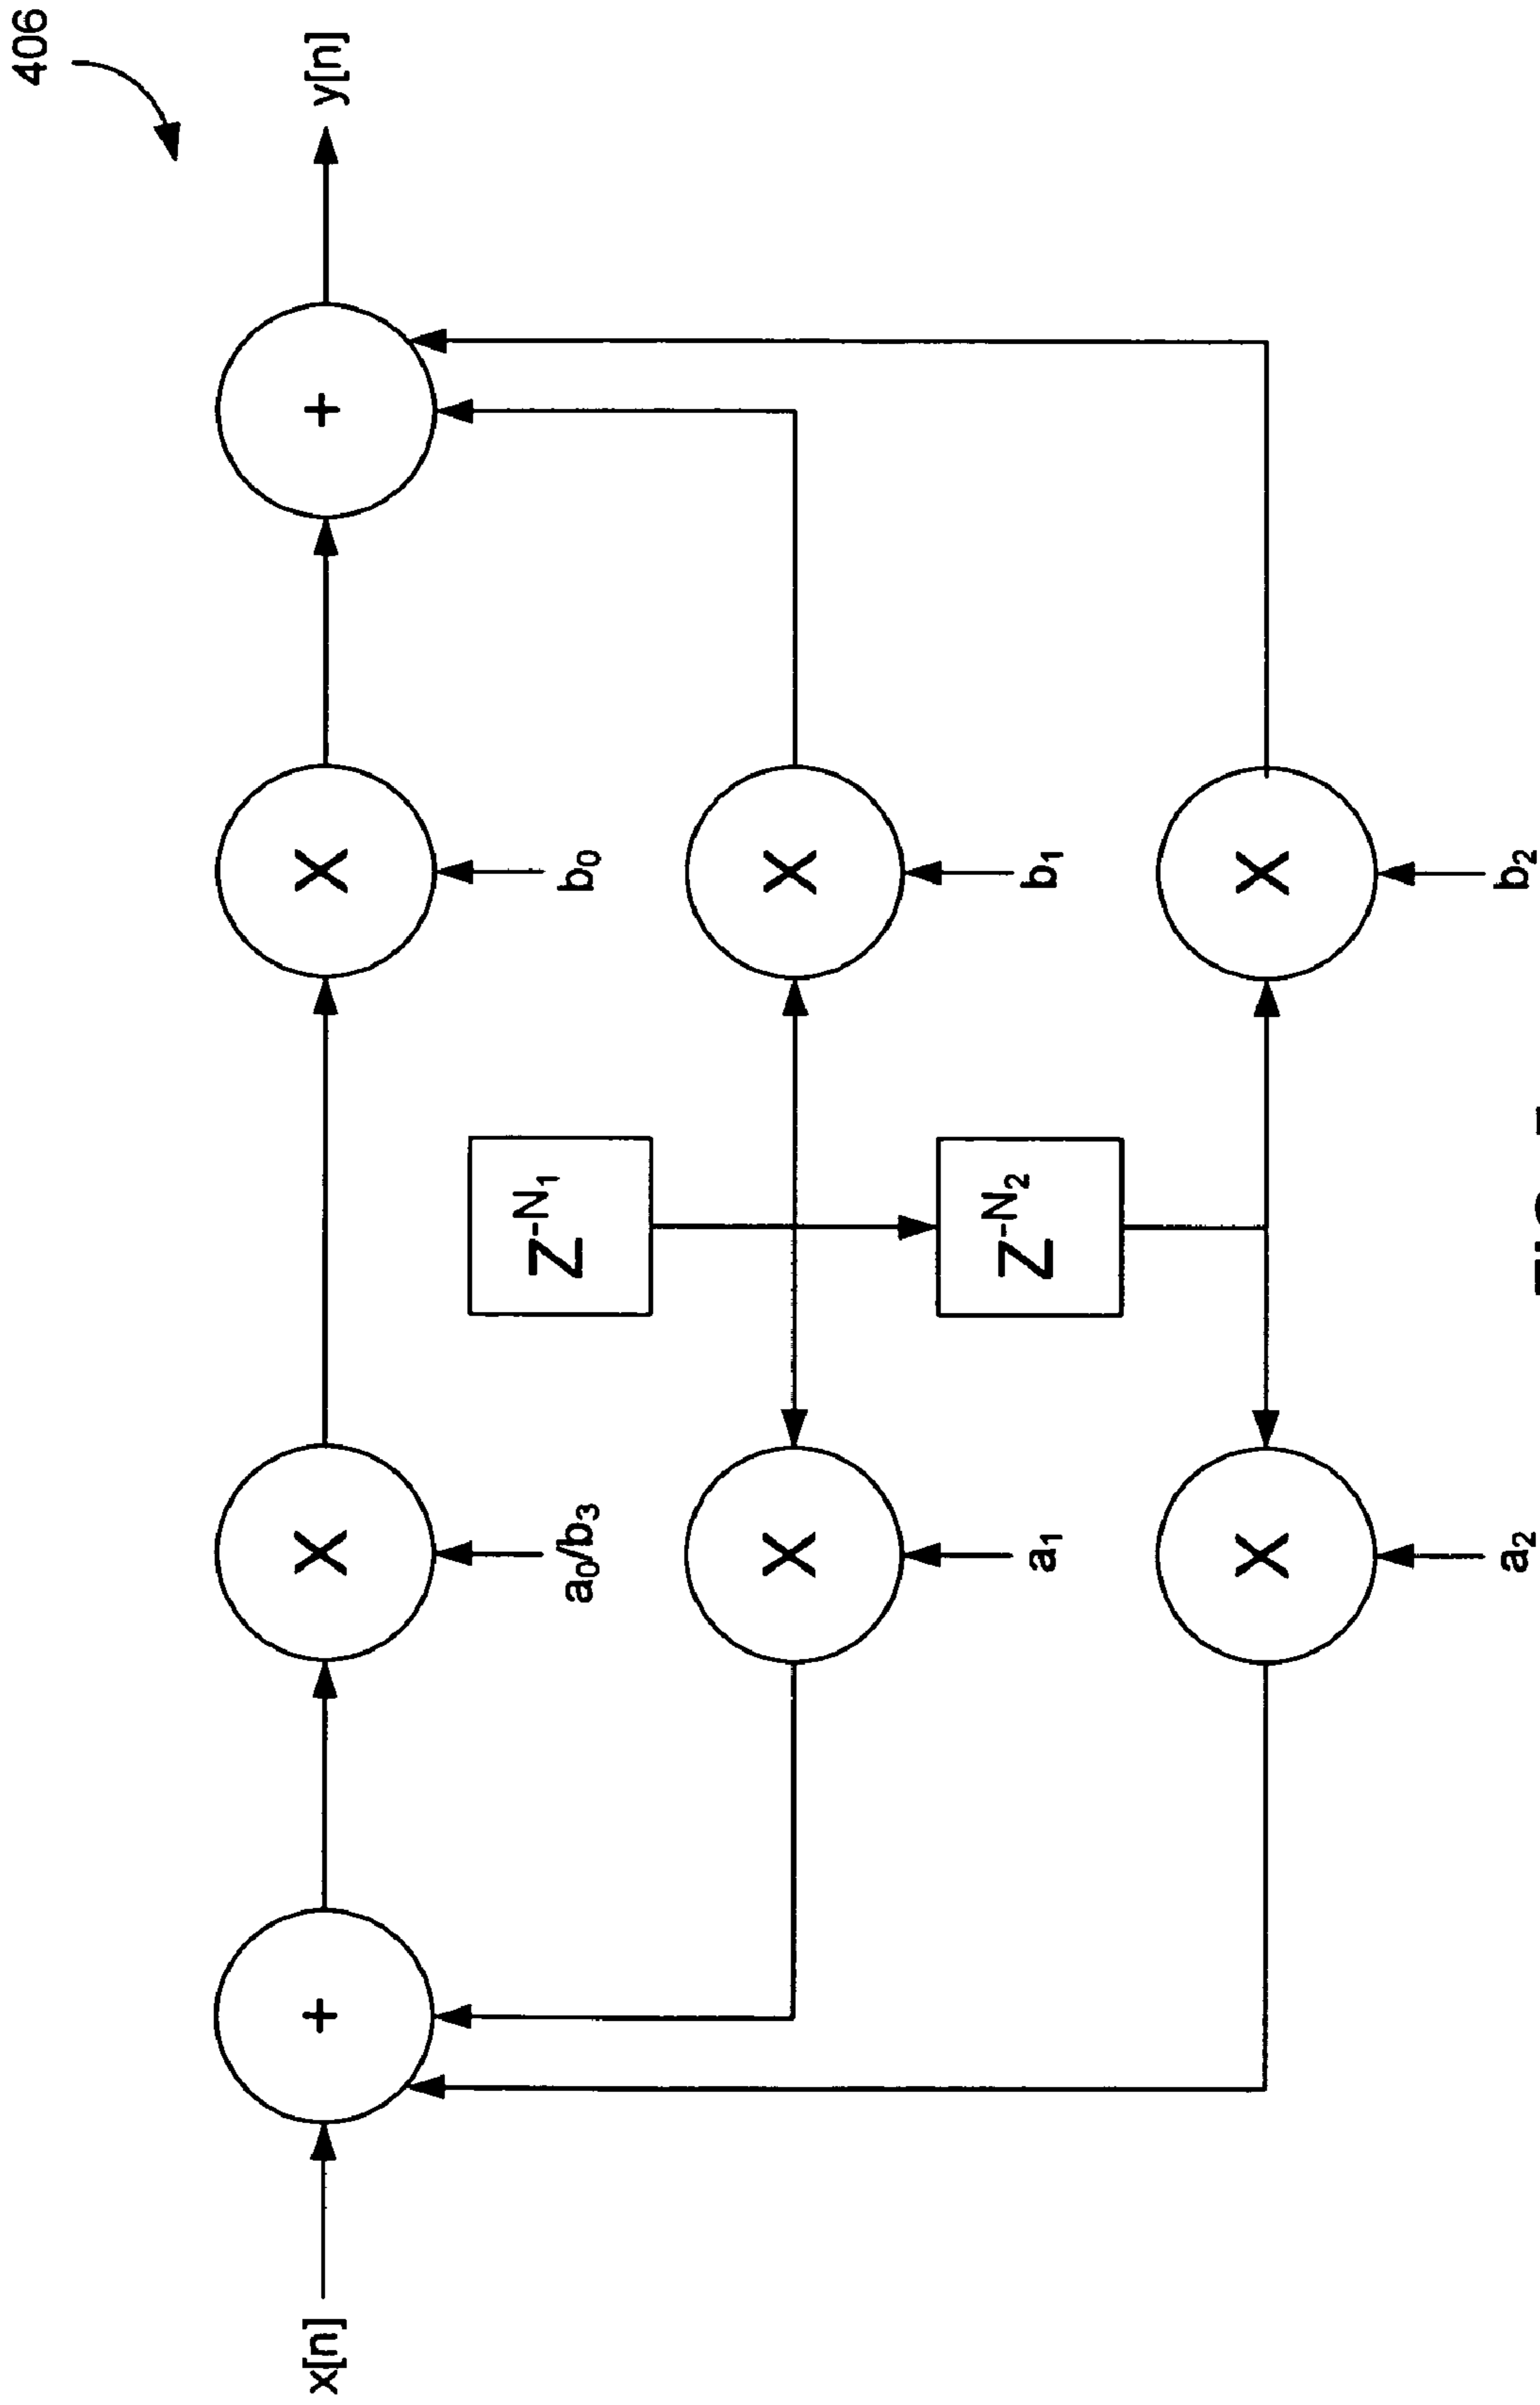 406
x[n]
+
X
X
+
y[n]
a₀/b₃
b₀
Z⁻ᴺ₁
X
X
a₁
b₁
Z⁻ᴺ₂
X
X
a₂
b₂